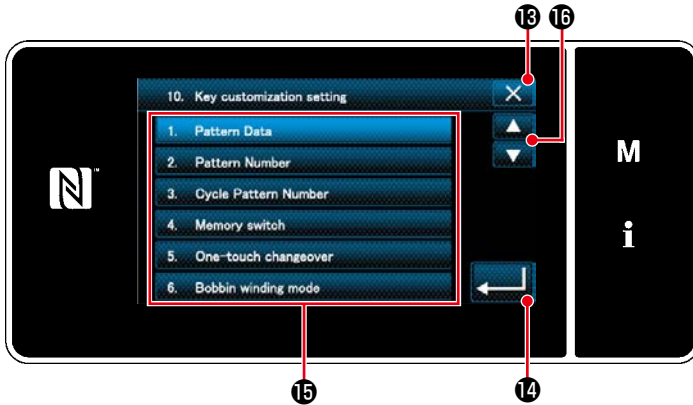 ⓭ ⓰
10. Key customization setting
1. Pattern Data
2. Pattern Number
3. Cycle Pattern Number
4. Memory switch
5. One-touch changeover
6. Bobbin winding mode
M
i
N
⓯ ⓮